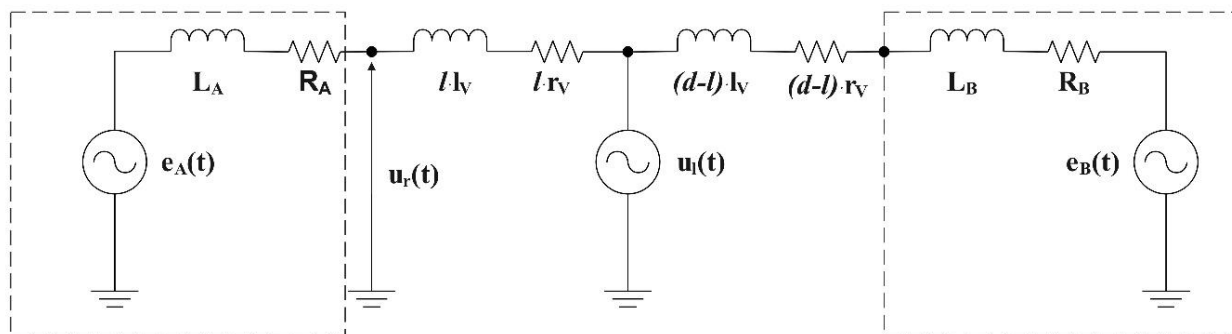 L_A R_A l·l_V l·r_V (d-l)·l_V (d-l)·r_V L_B R_B
e_A(t) u_r(t) u_l(t) e_B(t)